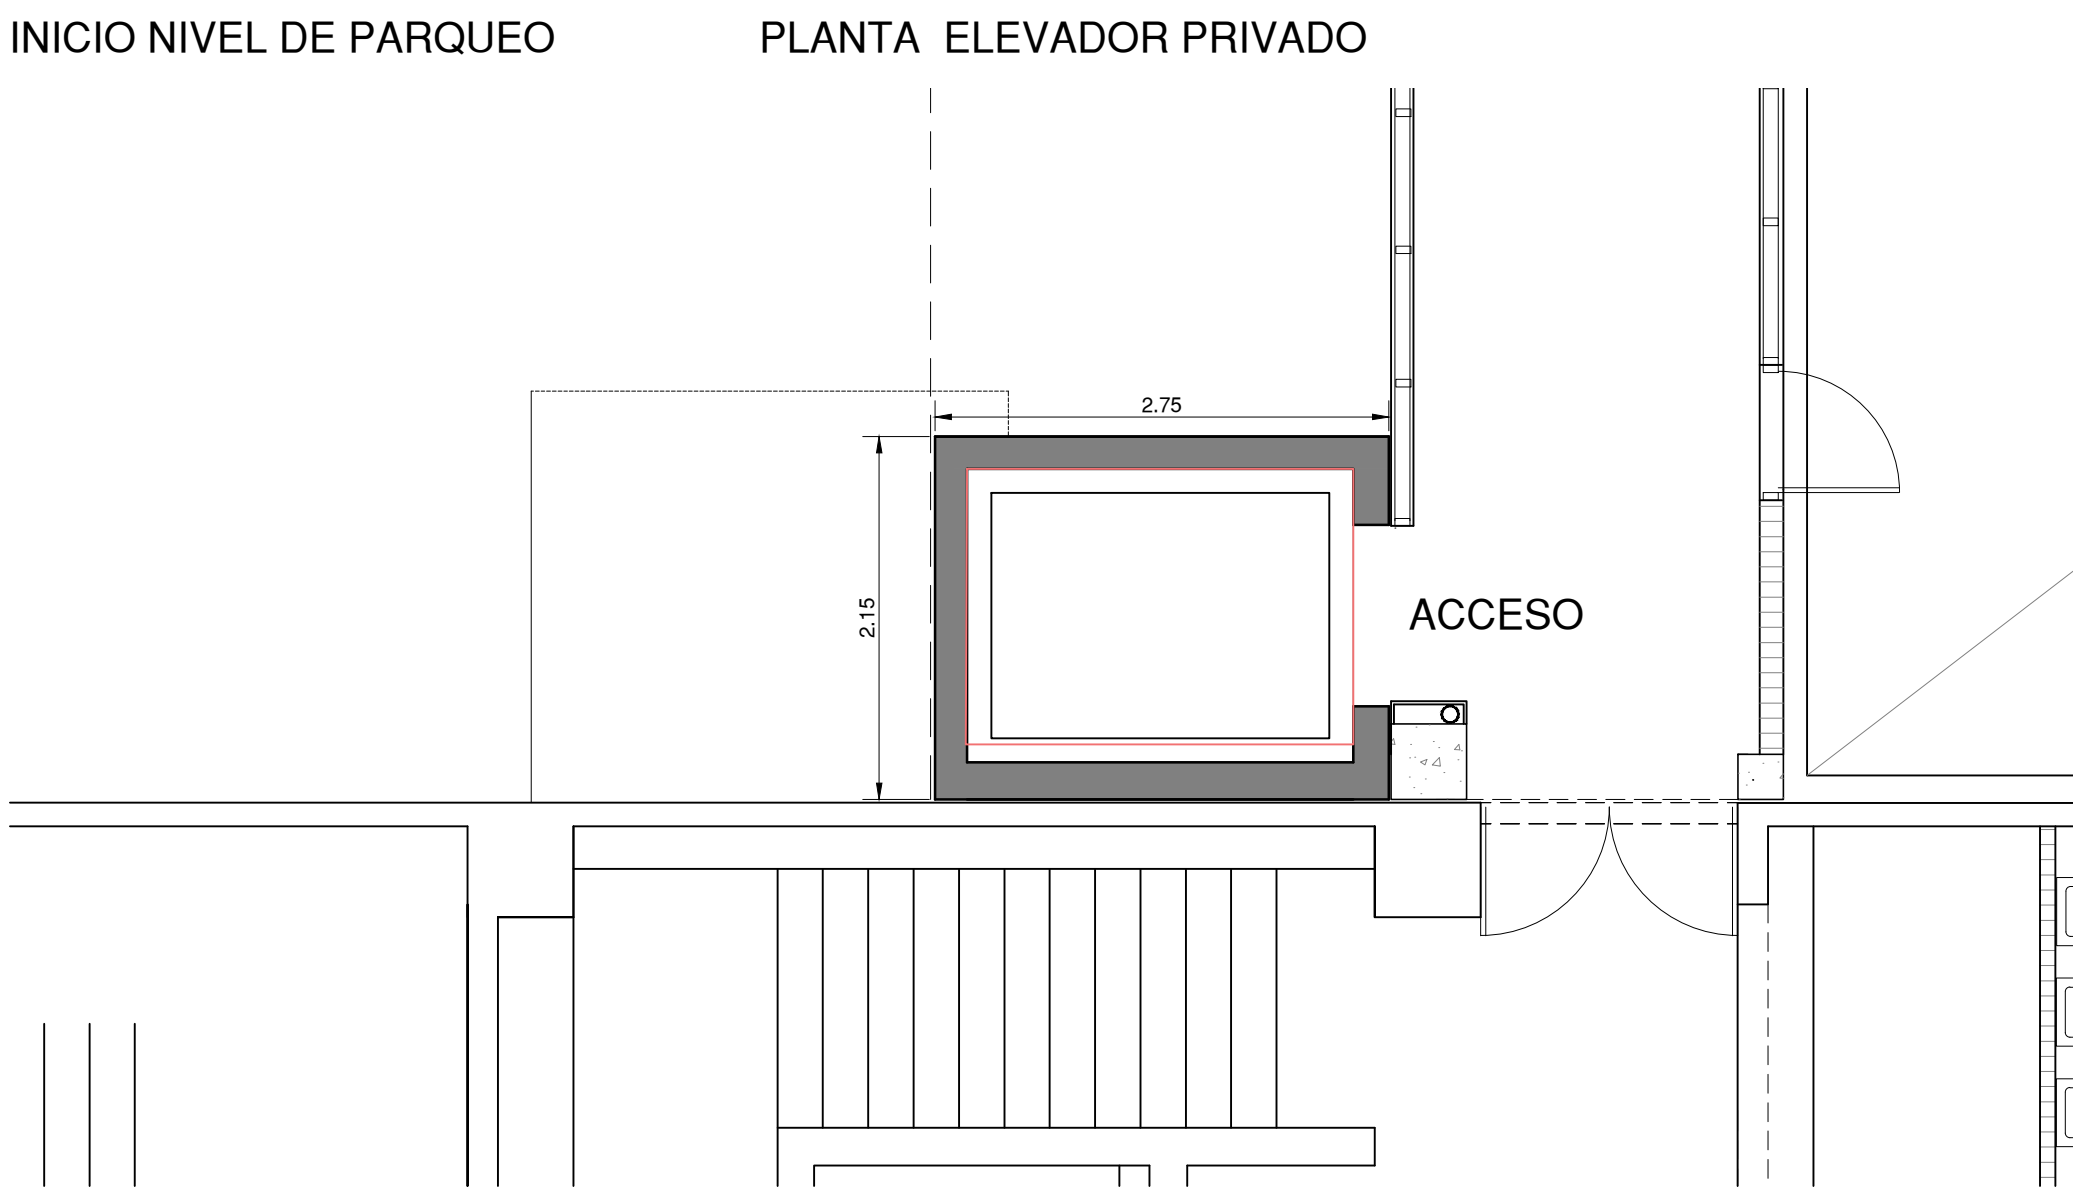 INICIO NIVEL DE PARQUEO
PLANTA ELEVADOR PRIVADO
2.75
2.15
ACCESO